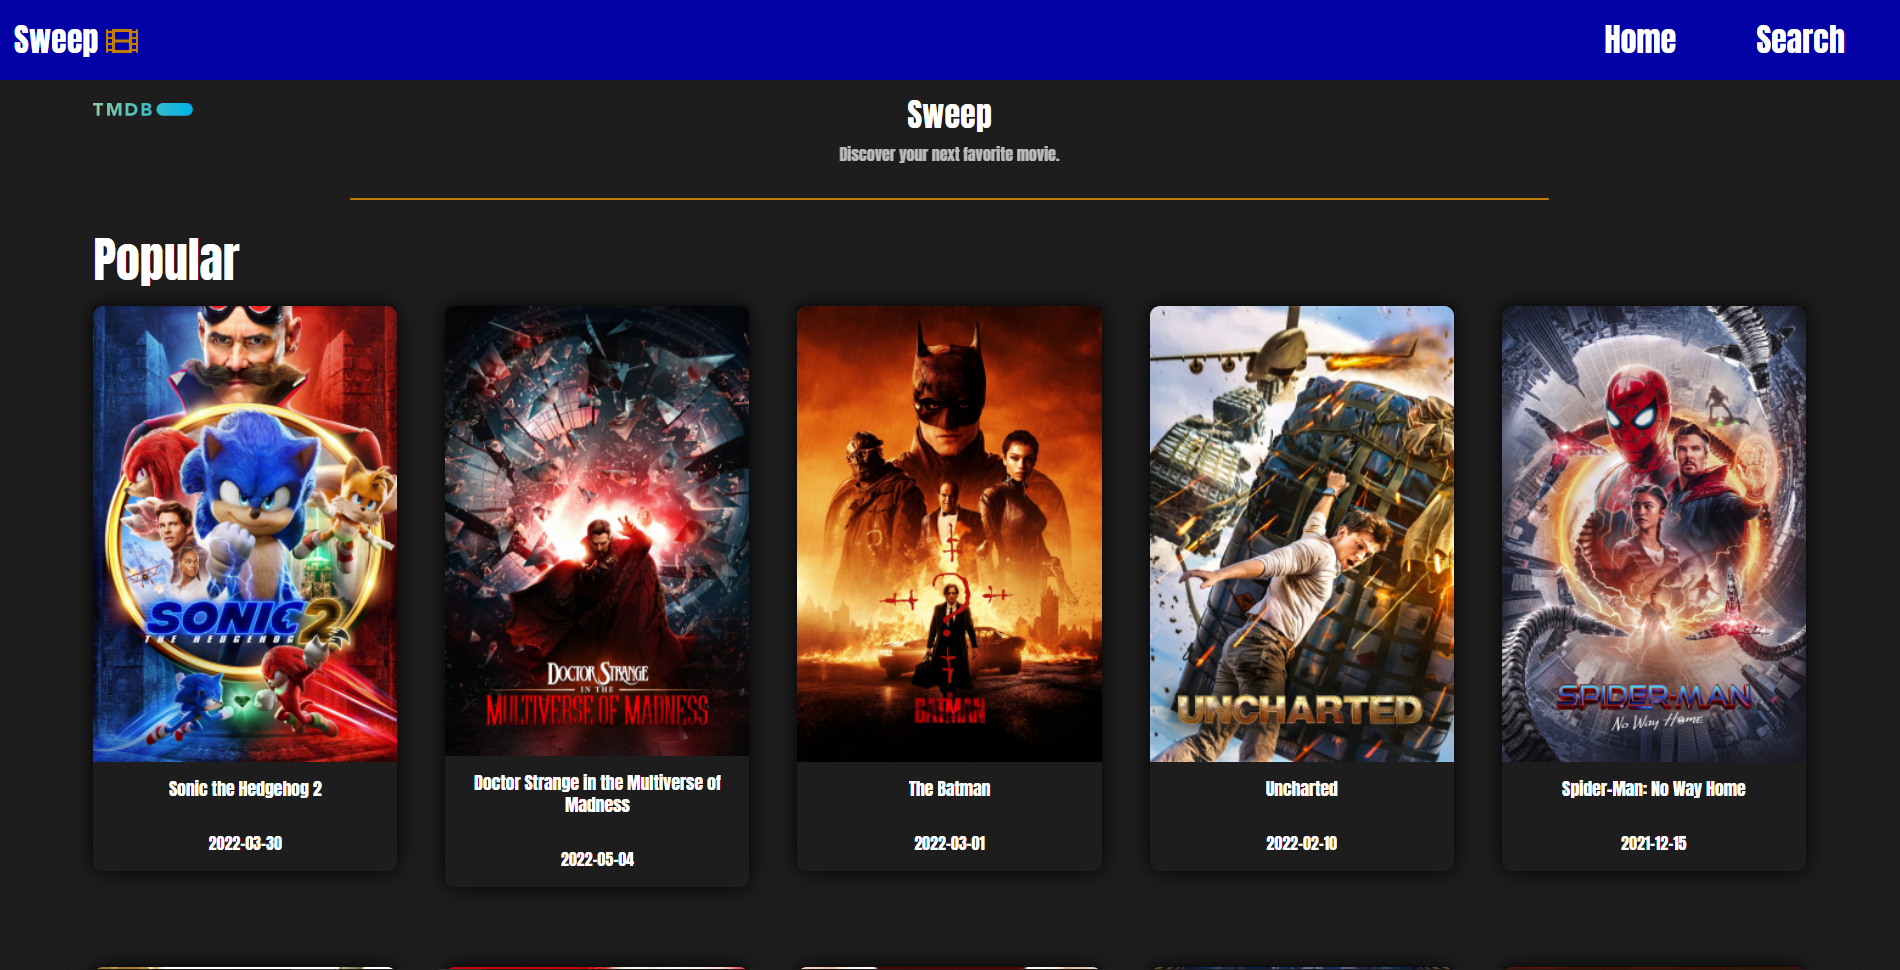 Sweep
Home
Search
TMDB
Sweep
Discover your next favorite movie.
Popular
SONIC 2
THE HEDGEHOG
DOCTOR STRANGE
IN THE
MULTIVERSE OF MADNESS
THE BATMAN
UNCHARTED
SPIDER-MAN
No Way Home
Sonic the Hedgehog 2
2022-03-30
Doctor Strange in the Multiverse of
Madness
2022-05-04
The Batman
2022-03-01
Uncharted
2022-02-10
Spider-Man: No Way Home
2021-12-15